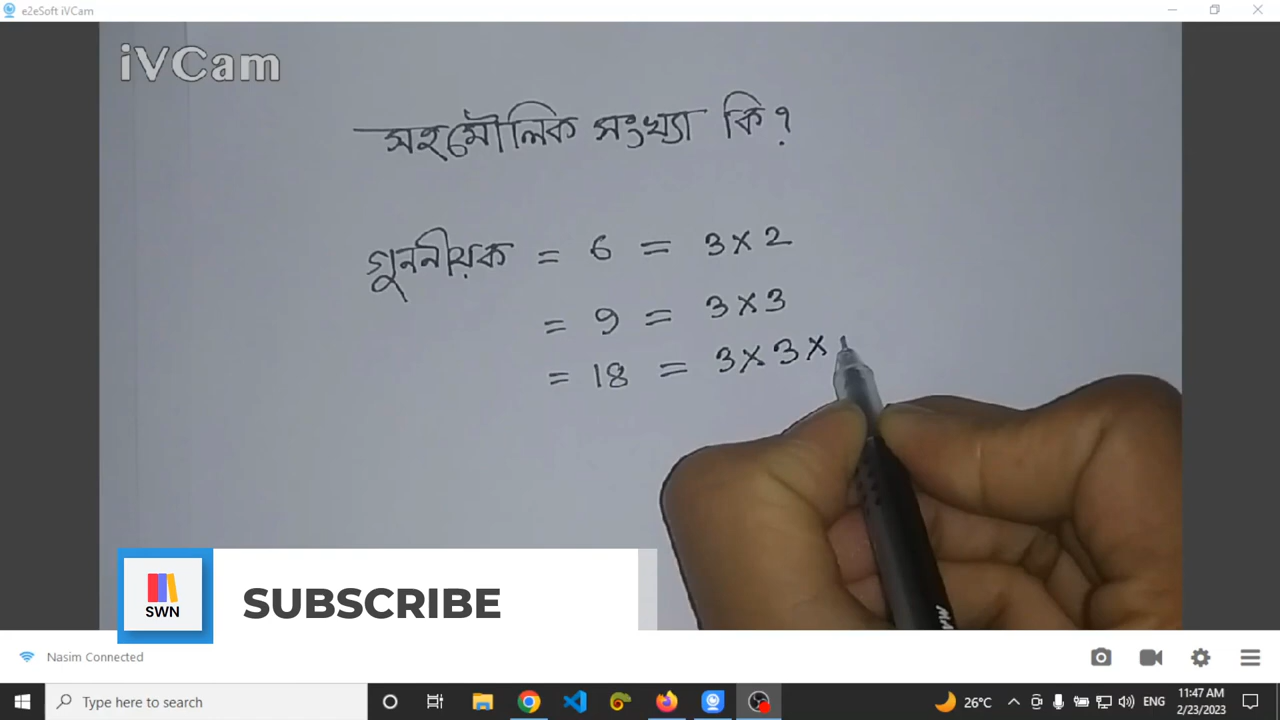 e2eSoft iVCam
iVCam
সহমৌলিক সংখ্যা কি?
গুননীয়ক = 6 = 3×2
= 9 = 3×3
= 18 = 3×3×
SWN
SUBSCRIBE
Nasim Connected
Type here to search
26°C
ENG
11:47 AM
2/23/2023